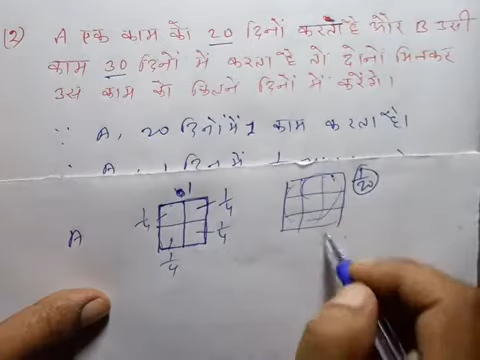 (2) A एक काम को 20 दिनों करता है और B उसी
काम 30 दिनों में करता है तो दोनों मिलकर
उस काम को कितने दिनों में करेंगे।
∵ A, 20 दिनों में 1 काम करता है।
∴ A, 1 दिन में 1
1
1/4 1/4
A 1/4 1/4
1/20